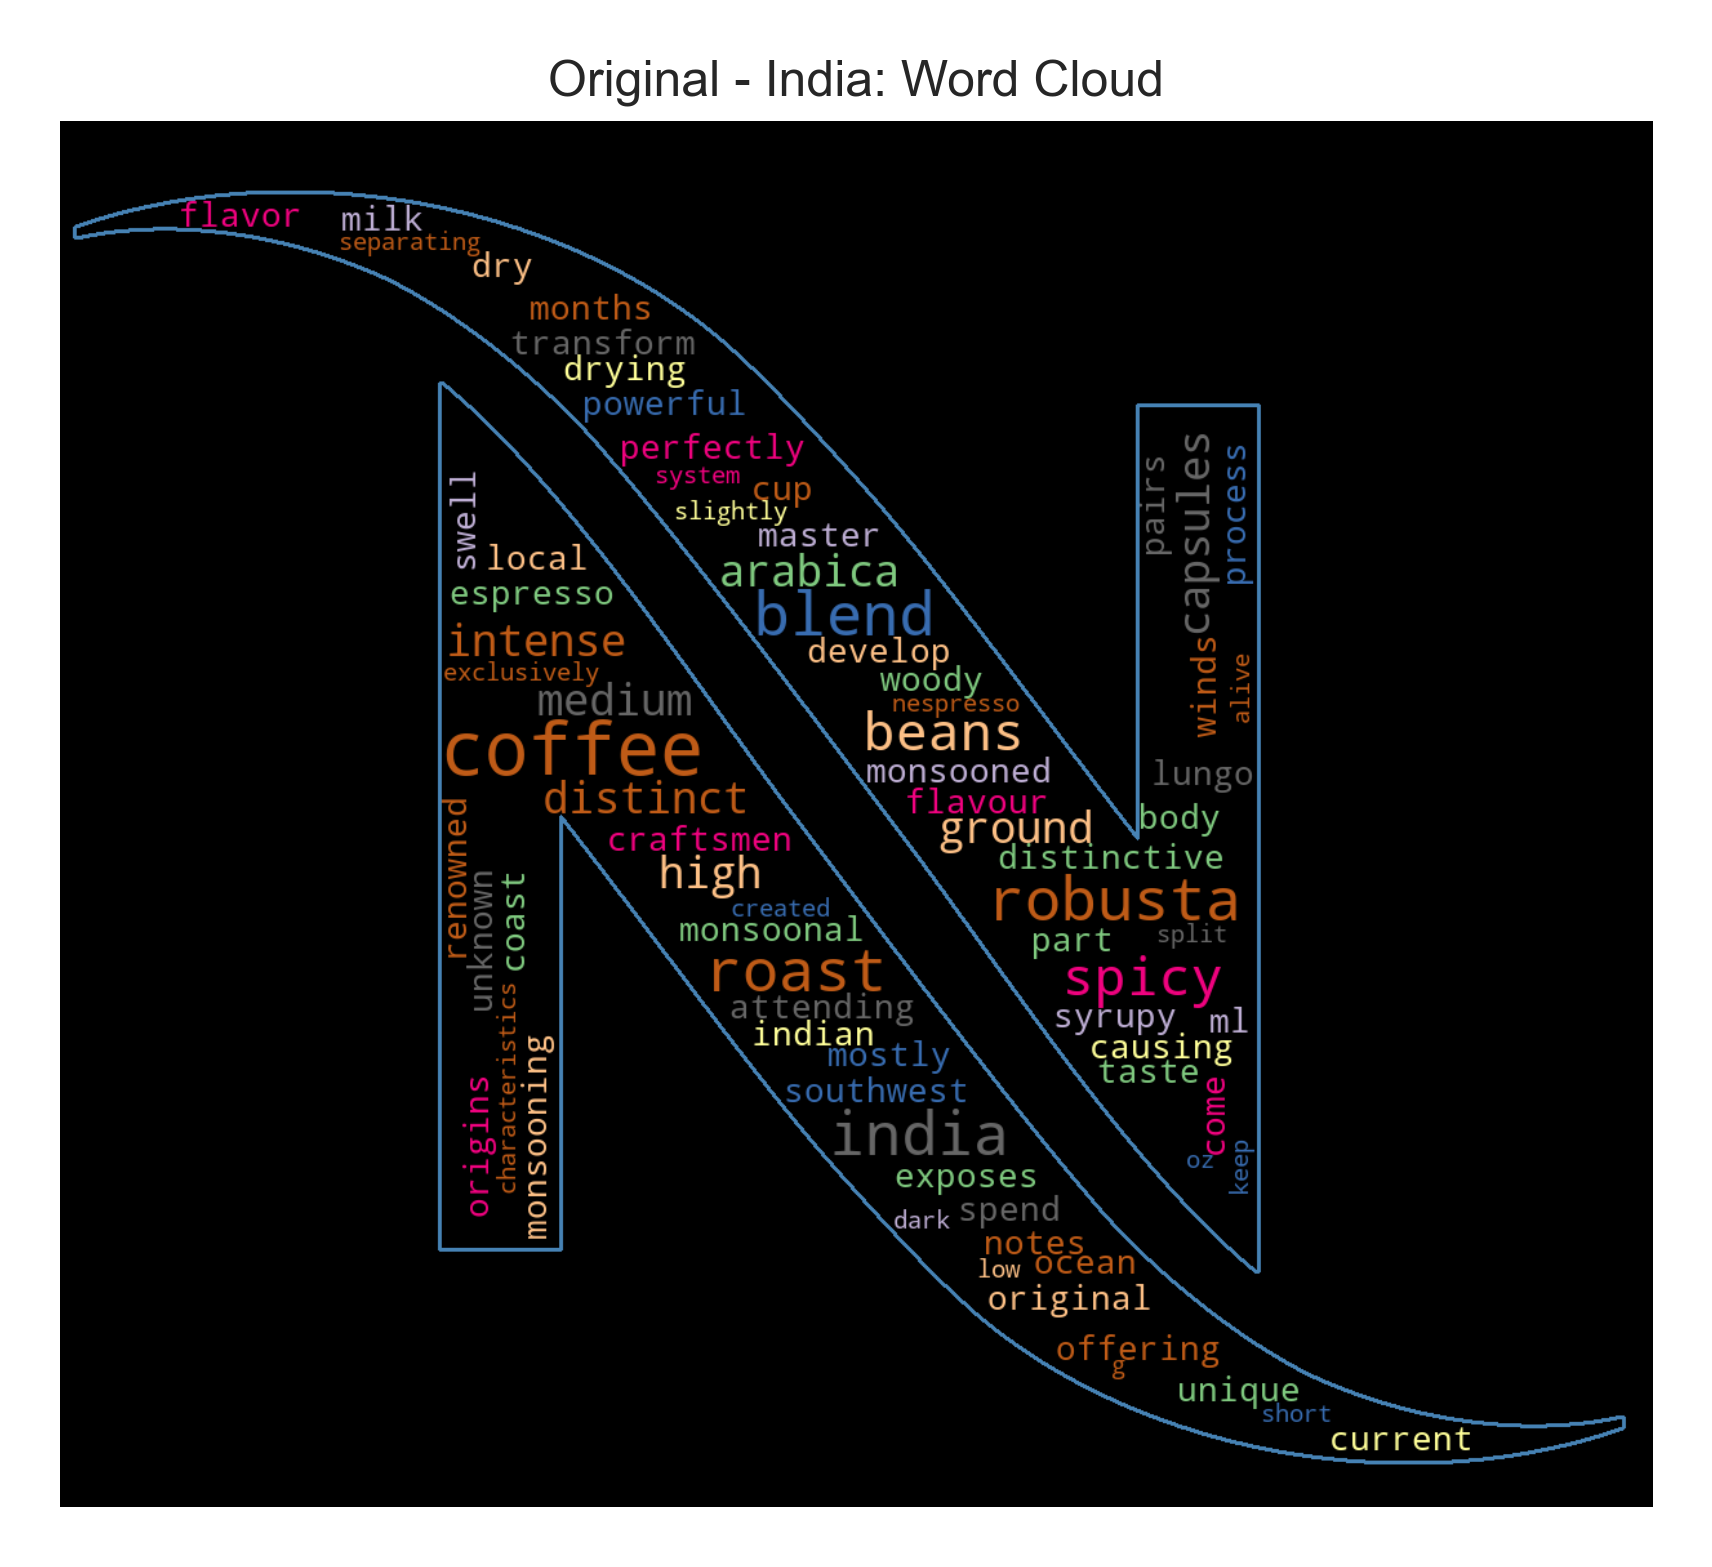 Original - India: Word Cloud
flavor
milk
separating
dry
months
transform
drying
powerful
perfectly
system
cup
slightly
master
arabica
blend
develop
woody
nespresso
beans
monsooned
flavour
ground
distinctive
robusta
part
split
spicy
syrupy
ml
causing
taste
come
oz
keep
pairs
capsules
process
winds
alive
lungo
body
swell
local
espresso
intense
exclusively
medium
coffee
distinct
renowned
unknown
coast
characteristics
origins
monsooning
craftsmen
high
created
monsoonal
roast
attending
indian
mostly
southwest
india
exposes
dark
spend
notes
low
ocean
original
offering
g
unique
short
current